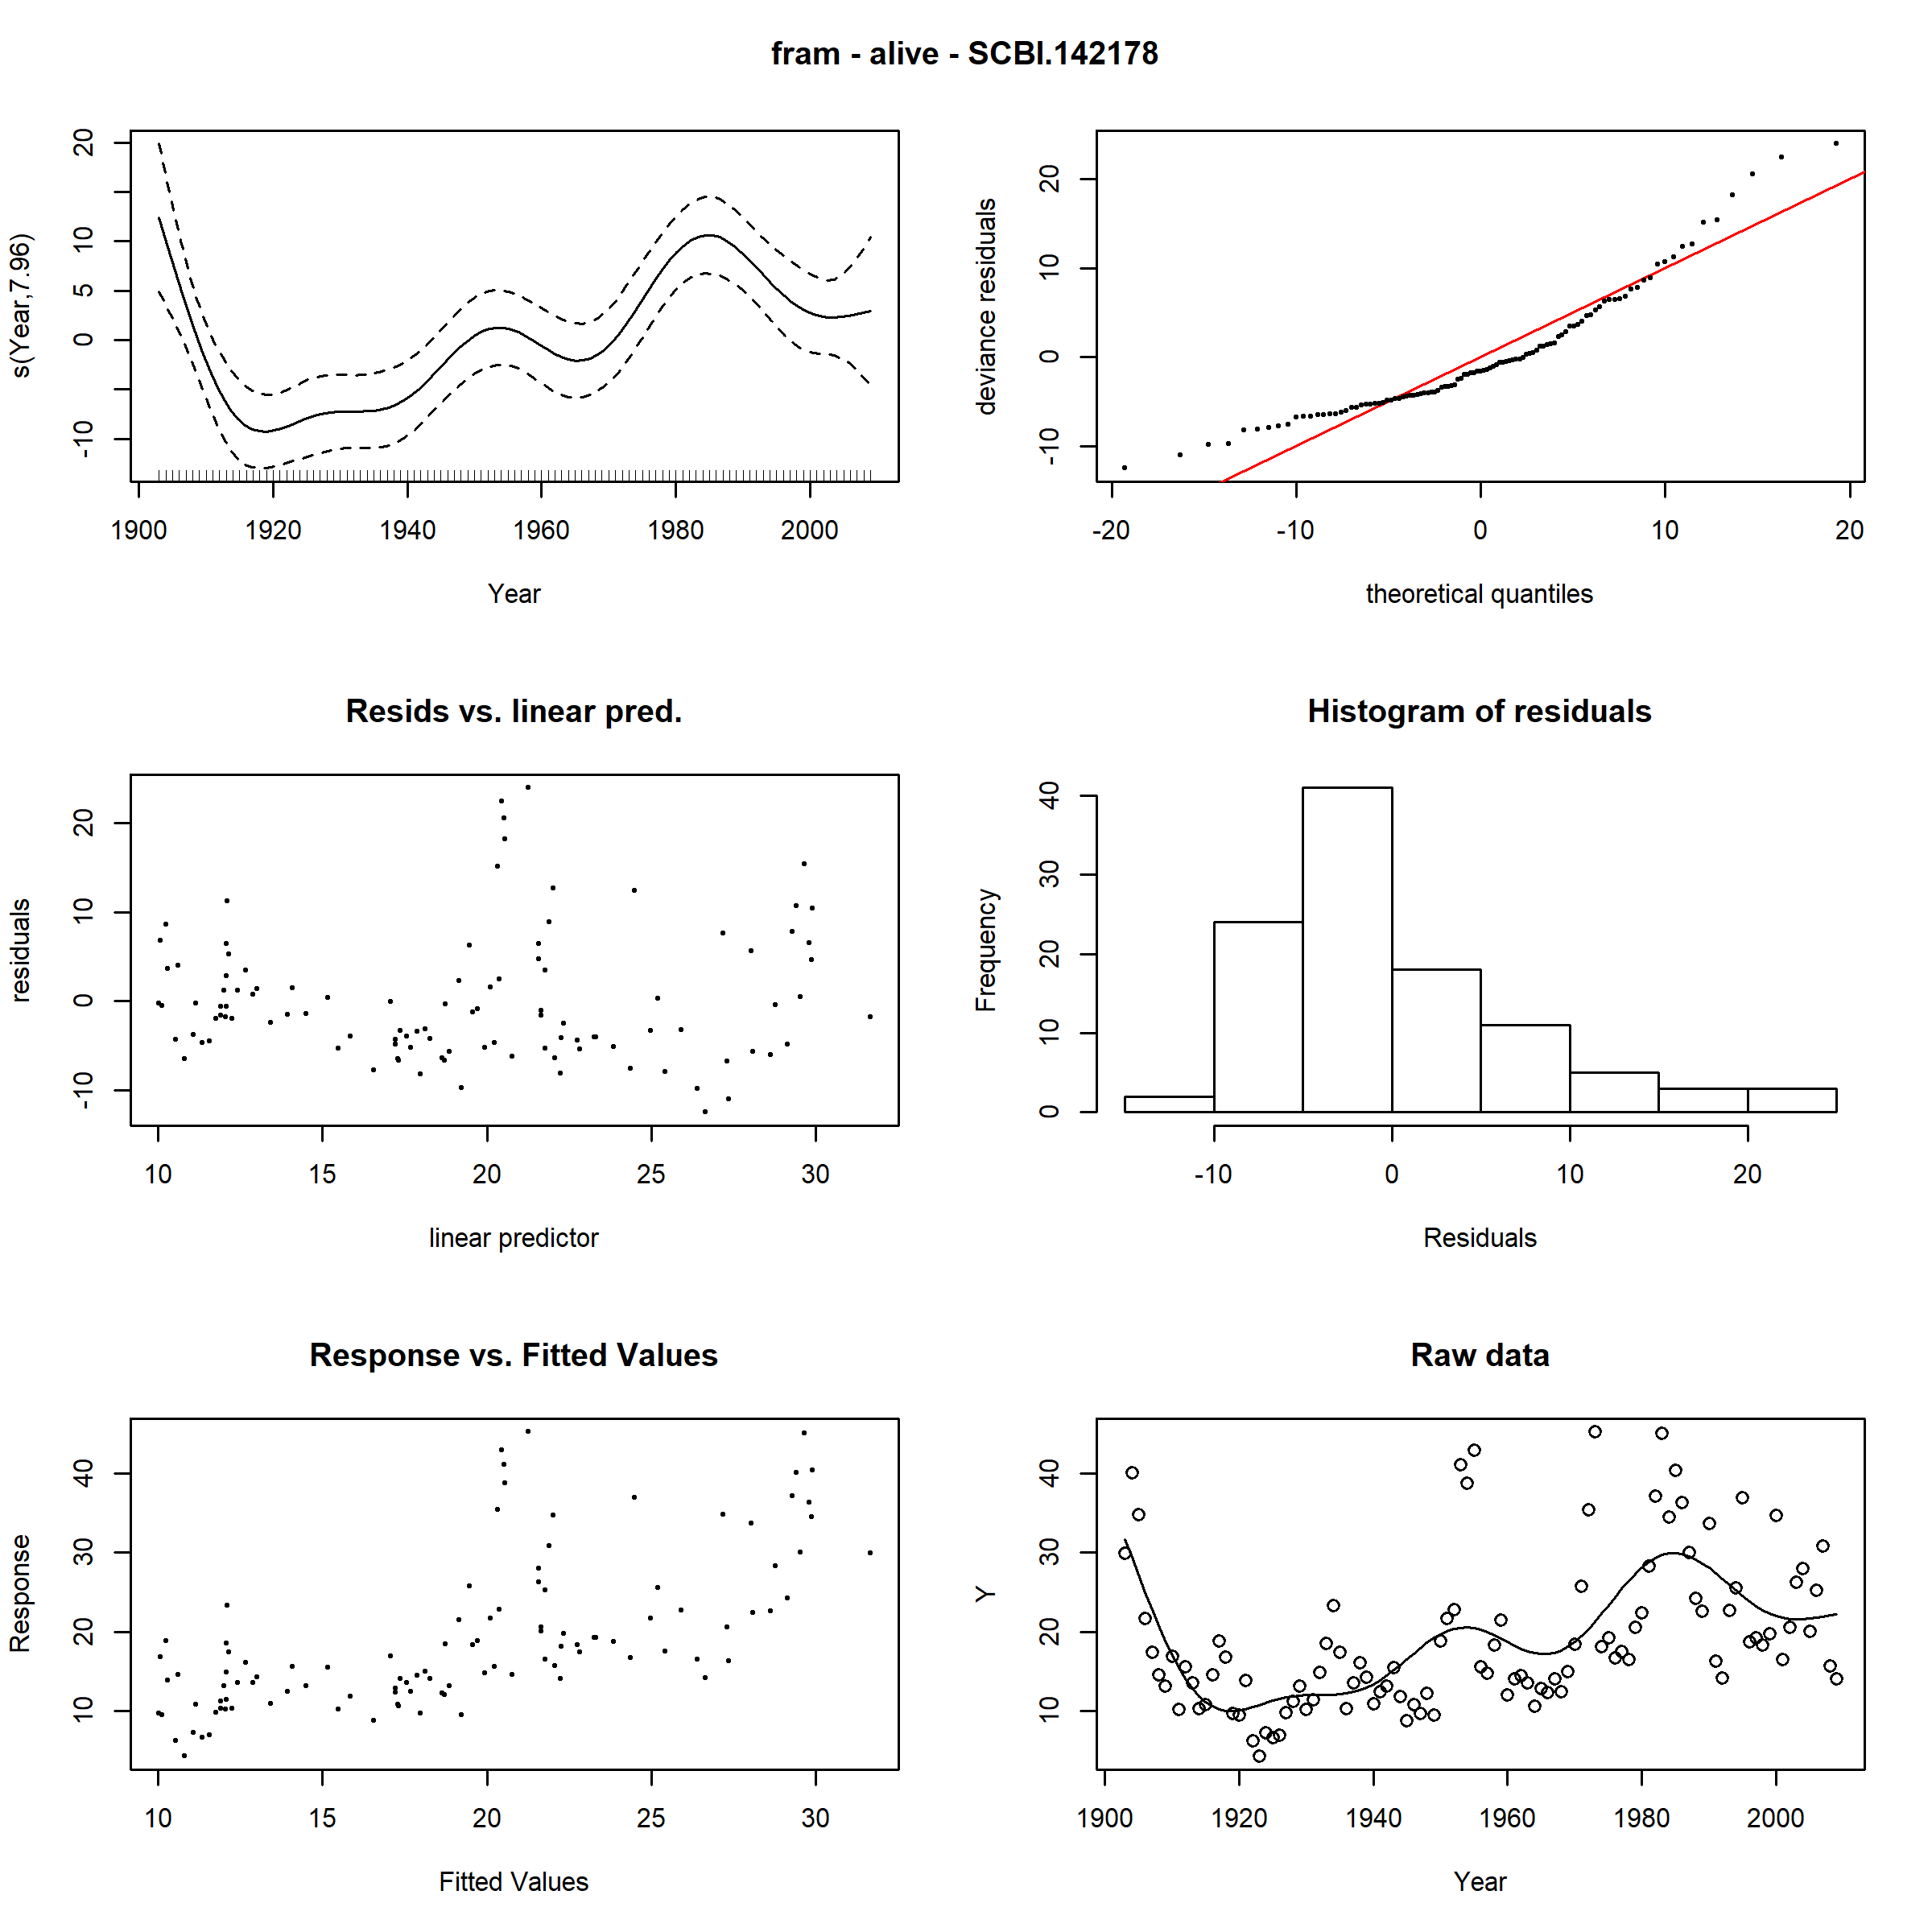 fram - alive - SCBI.142178
s(Year,7.96)
-10 0 5 10 20
1900 1920 1940 1960 1980 2000
Year
deviance residuals
-10 0 10 20
-20 -10 0 10 20
theoretical quantiles
Resids vs. linear pred.
residuals
-10 0 10 20
10 15 20 25 30
linear predictor
Histogram of residuals
Frequency
0 10 20 30 40
-10 0 10 20
Residuals
Response vs. Fitted Values
Response
10 20 30 40
10 15 20 25 30
Fitted Values
Raw data
Y
10 20 30 40
1900 1920 1940 1960 1980 2000
Year